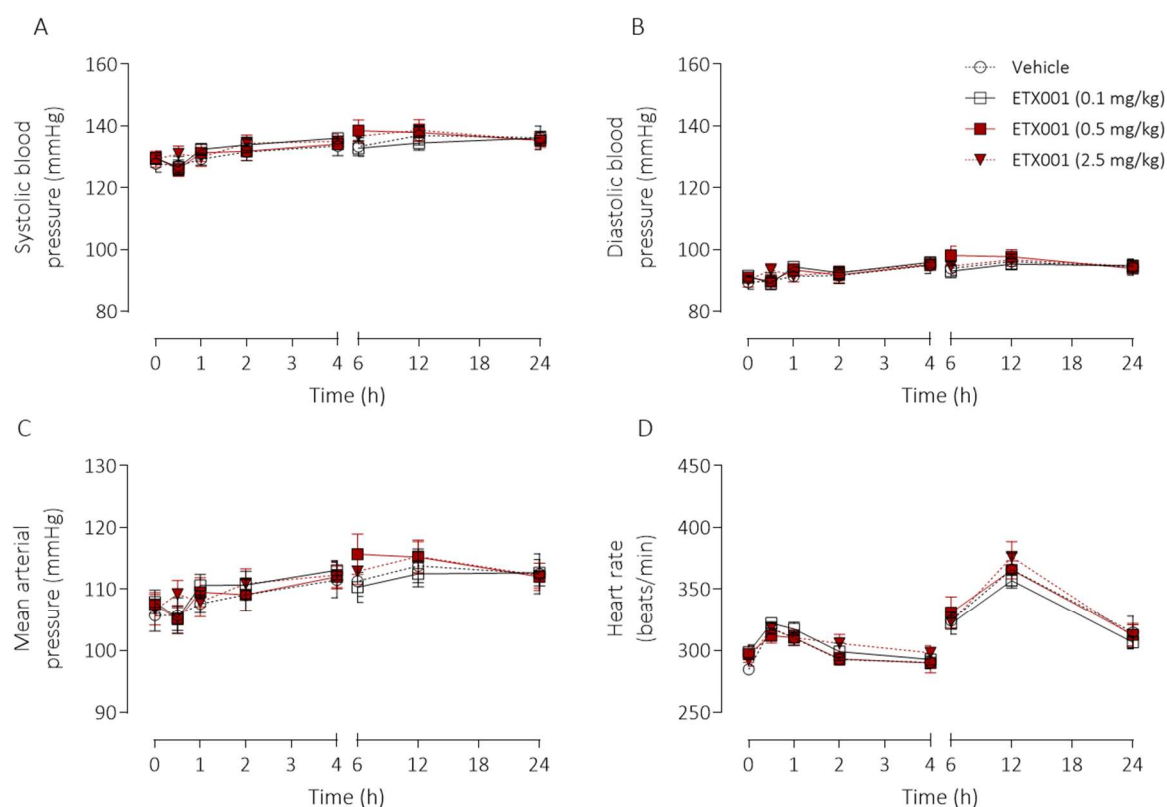 A
160
140
120
100
80
Systolic blood
pressure (mmHg)
0 1 2 3 4 6 12 18 24
Time (h)
B
160
140
120
100
80
Diastolic blood
pressure (mmHg)
Vehicle
ETX001 (0.1 mg/kg)
ETX001 (0.5 mg/kg)
ETX001 (2.5 mg/kg)
0 1 2 3 4 6 12 18 24
Time (h)
C
130
120
110
100
90
Mean arterial
pressure (mmHg)
0 1 2 3 4 6 12 18 24
Time (h)
D
450
400
350
300
250
Heart rate
(beats/min)
0 1 2 3 4 6 12 18 24
Time (h)